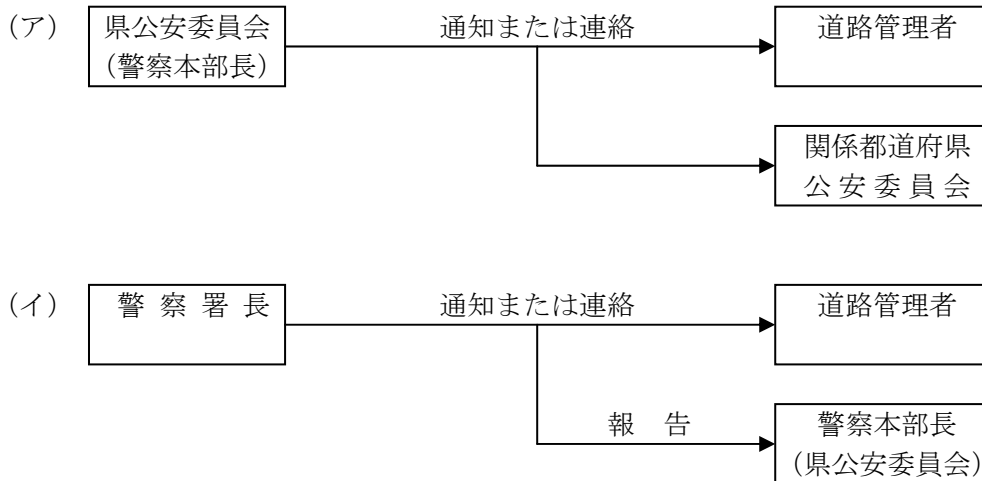 (ア) 県公安委員会 通知または連絡 道路管理者
(警察本部長)
関係都道府県
公安委員会
(イ) 警察署長 通知または連絡 道路管理者
報告 警察本部長
(県公安委員会)